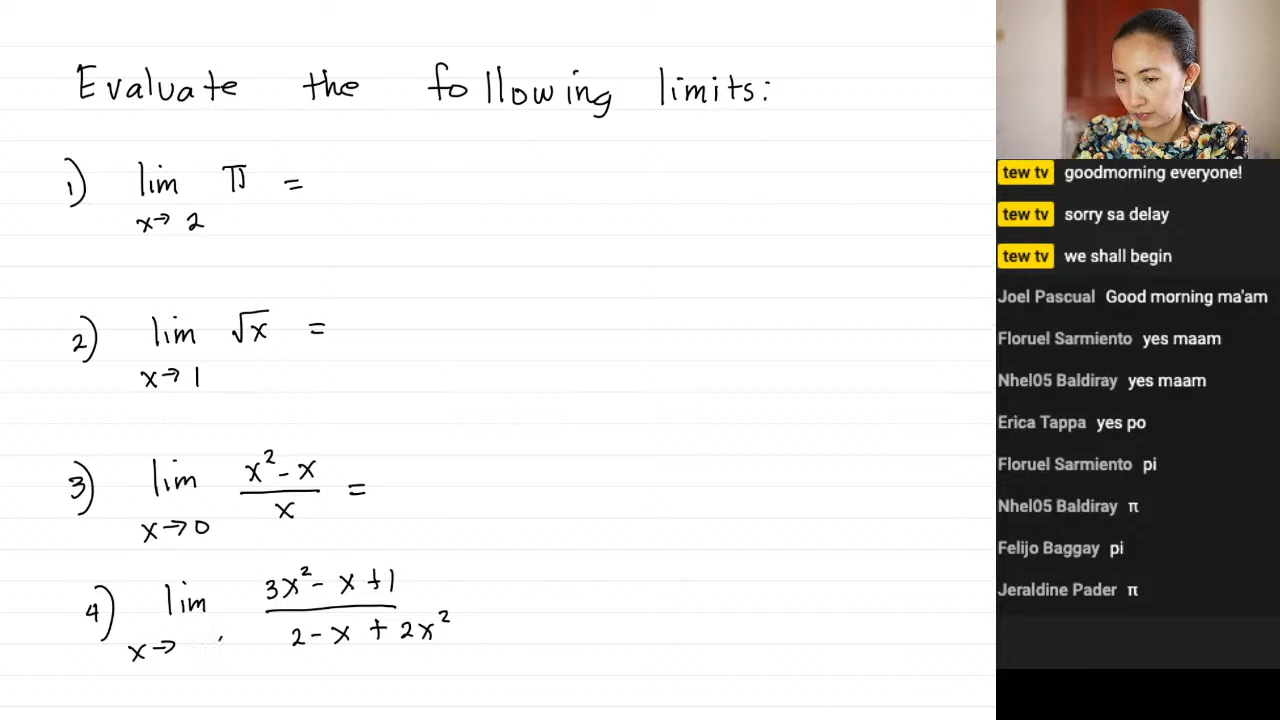 Evaluate the following limits:
1) lim π =
x→2
2) lim √x =
x→1
3) lim x²-x / x =
x→0
4) lim 3x²-x+1 / 2-x+2x²
x→
tew tv goodmorning everyone!
tew tv sorry sa delay
tew tv we shall begin
Joel Pascual Good morning ma'am
Floruel Sarmiento yes maam
Nhel05 Baldiray yes maam
Erica Tappa yes po
Floruel Sarmiento pi
Nhel05 Baldiray π
Felijo Baggay pi
Jeraldine Pader π